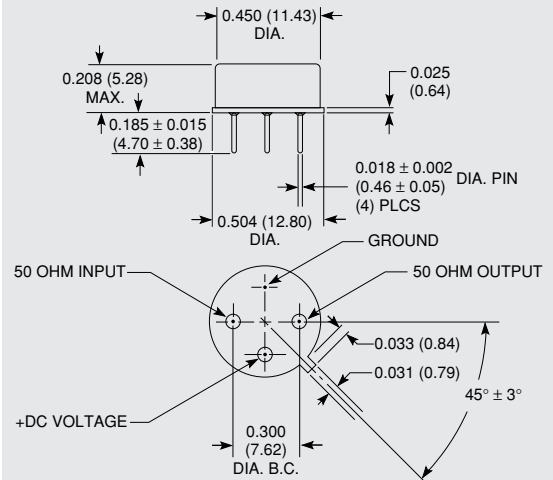 0.450 (11.43)
DIA.
0.208 (5.28)
MAX.
0.025
(0.64)
0.185 ± 0.015
(4.70 ± 0.38)
0.018 ± 0.002
(0.46 ± 0.05)
(4) PLCS
DIA. PIN
0.504 (12.80)
DIA.
GROUND
50 OHM INPUT
50 OHM OUTPUT
0.033 (0.84)
0.031 (0.79)
45° ± 3°
+DC VOLTAGE
0.300
(7.62)
DIA. B.C.